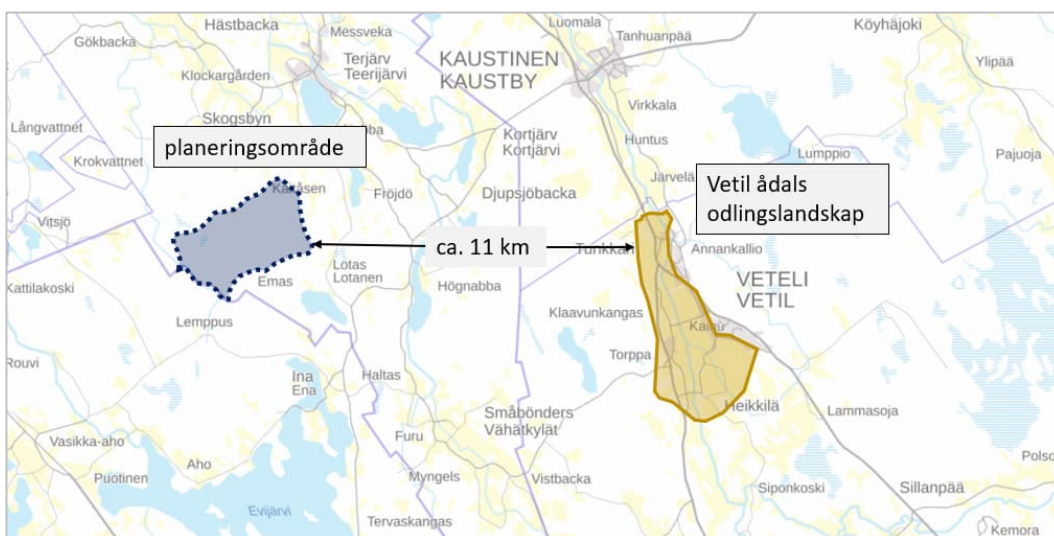 Messveka
Hästbacka
Luomala
Tanhuanpää
Köyhäjoki
Gökbacka
Terjärv
Teerijärvi
KAUSTINEN
KAUSTBY
Ylipää
Klockargården
Virkkala
Skogsbyn
Långvattnet
Huntus
Kortjärv
Kortjärvi
Lumppio
Pajuoja
planeringsområde
Krokvattnet
Järvelä
Vetil ådals
odlingslandskap
Fröjdö
Djupsjöbacka
Vitsjö
ca. 11 km
Tunkkari
Annankallio
Lotas
Lotanen
Emas
Högnabba
VETELI
VETIL
Kattilakoski
Klaavunkangas
Lemppus
Torppa
Rouvi
Ina
Ena
Haltas
Heikkilä
Lammasoja
Småbönders
Vähätkylät
Vasikka-aho
Furu
Aho
Puotinen
Myngels
Vistbacka
Polso
Siponkoski
Sillanpää
Evijärvi
Tervaskangas
Kemora